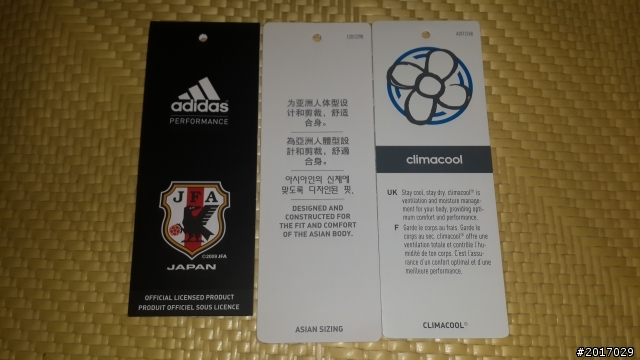 adidas
PERFORMANCE
JFA
©2009 JFA
JAPAN
OFFICIAL LICENSED PRODUCT
PRODUIT OFFICIEL SOUS LICENCE
为亚洲人体型设
计和剪裁，舒适
合身。
為亞洲人體型設
計和剪裁，舒適
合身。
아시아인의 신체에
맞도록 디자인된 핏.
DESIGNED AND
CONSTRUCTED FOR
THE FIT AND COMFORT
OF THE ASIAN BODY.
ASIAN SIZING
climacool
UK Stay cool, stay dry. climacool® is
ventilation and moisture manage-
ment for your body, providing opti-
mum comfort and performance.
F Garde le corps au frais. Garde le
corps au sec. climacool® offre une
ventilation totale et contrôle l'hu-
midité de ton corps. C'est l'assu-
rance d'un confort optimal et d'une
meilleure performance.
CLIMACOOL®
#2017029